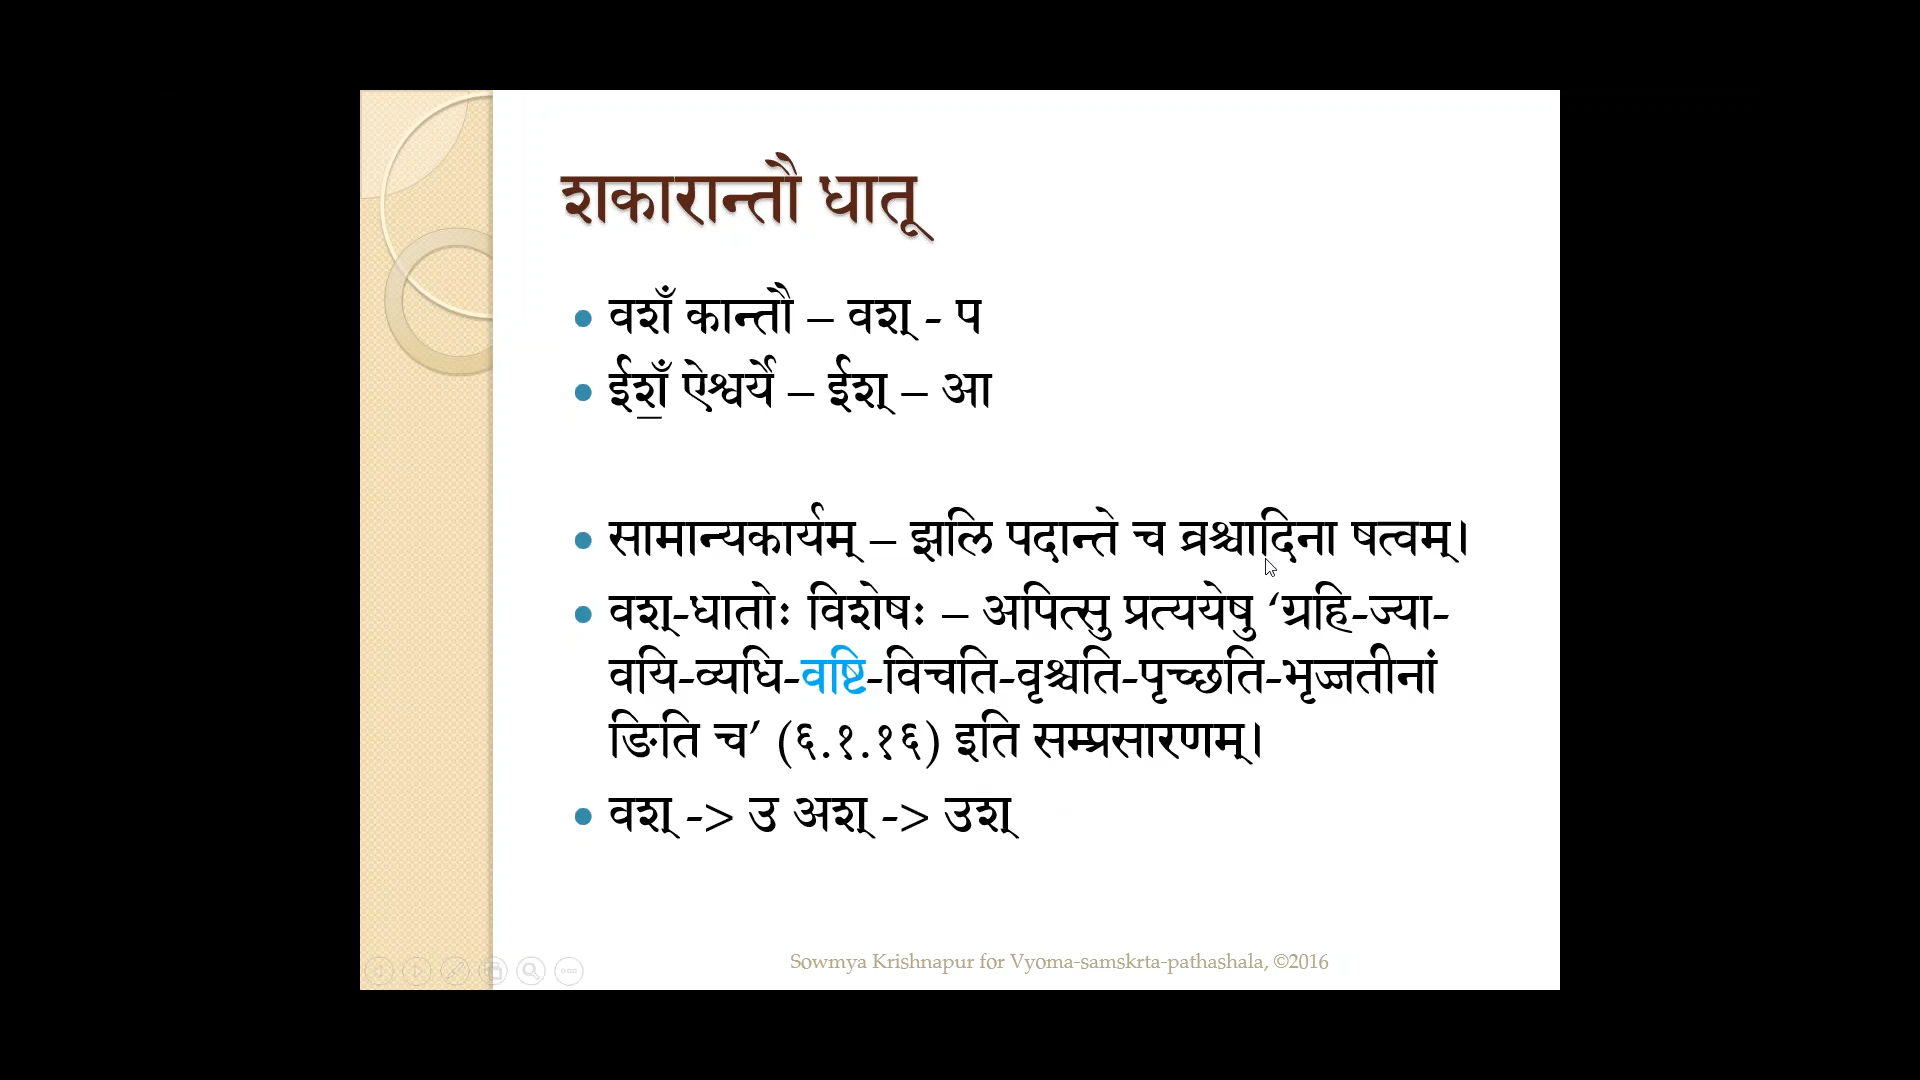 शकारान्तौ धातू
• वशँ कान्तौ – वश् - प
• ईश॒ँ ऐश्वर्ये – ईश् – आ
• सामान्यकार्यम् – झलि पदान्ते च व्रश्चादिना षत्वम्।
• वश्-धातोः विशेषः – अपित्सु प्रत्ययेषु ‘ग्रहि-ज्या-
वयि-व्यधि-वष्टि-विचति-वृश्चति-पृच्छति-भृज्जतीनां
ङिति च’ (६.१.१६) इति सम्प्रसारणम्।
• वश् -> उ अश् -> उश्
Sowmya Krishnapur for Vyoma-samskrta-pathashala, ©2016